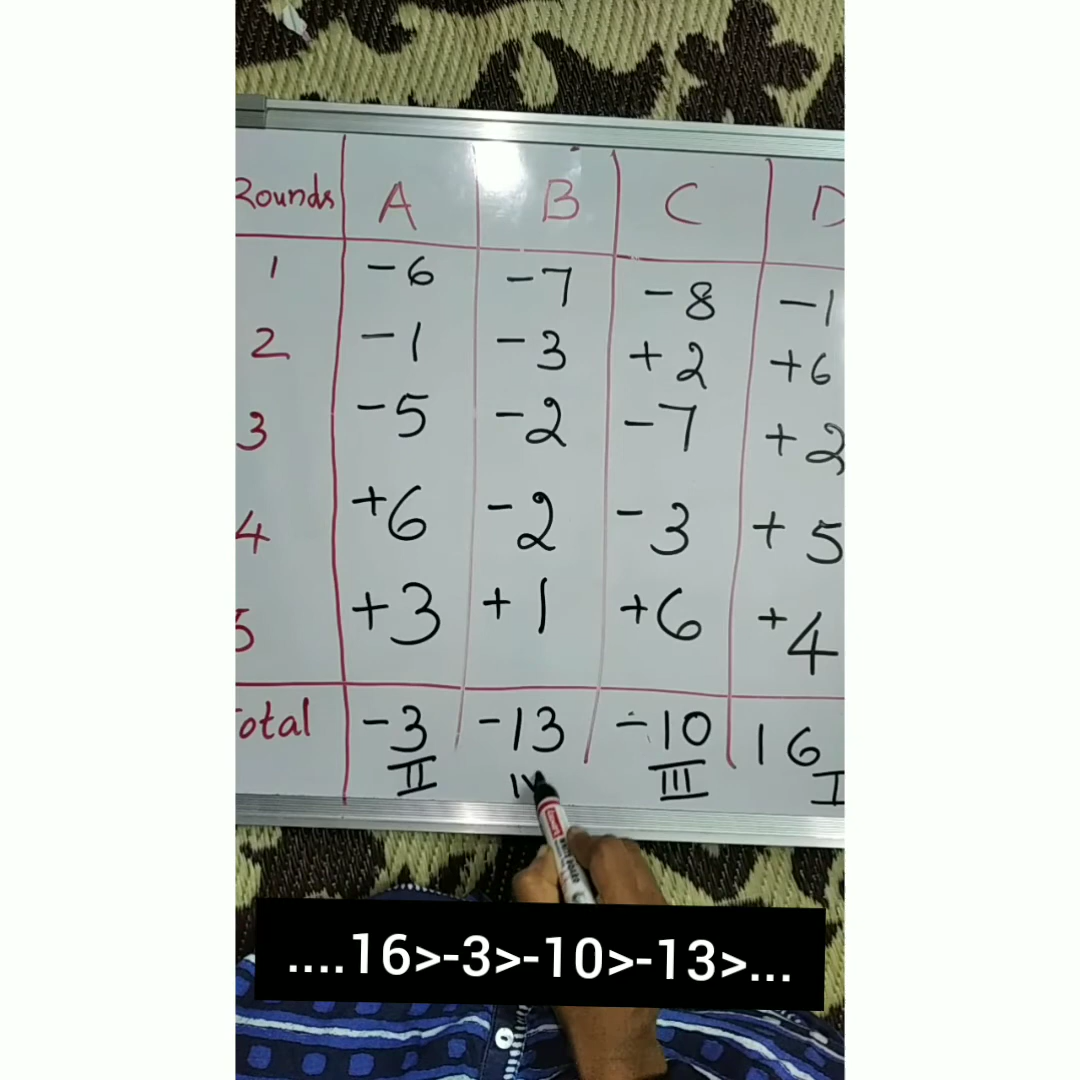 Rounds A B C D
1 -6 -7 -8 -1
2 -1 -3 +2 +6
3 -5 -2 -7 +2
4 +6 -2 -3 +5
5 +3 +1 +6 +4
Total -3 -13 -10 16
II IV III I
....16>-3>-10>-13>...